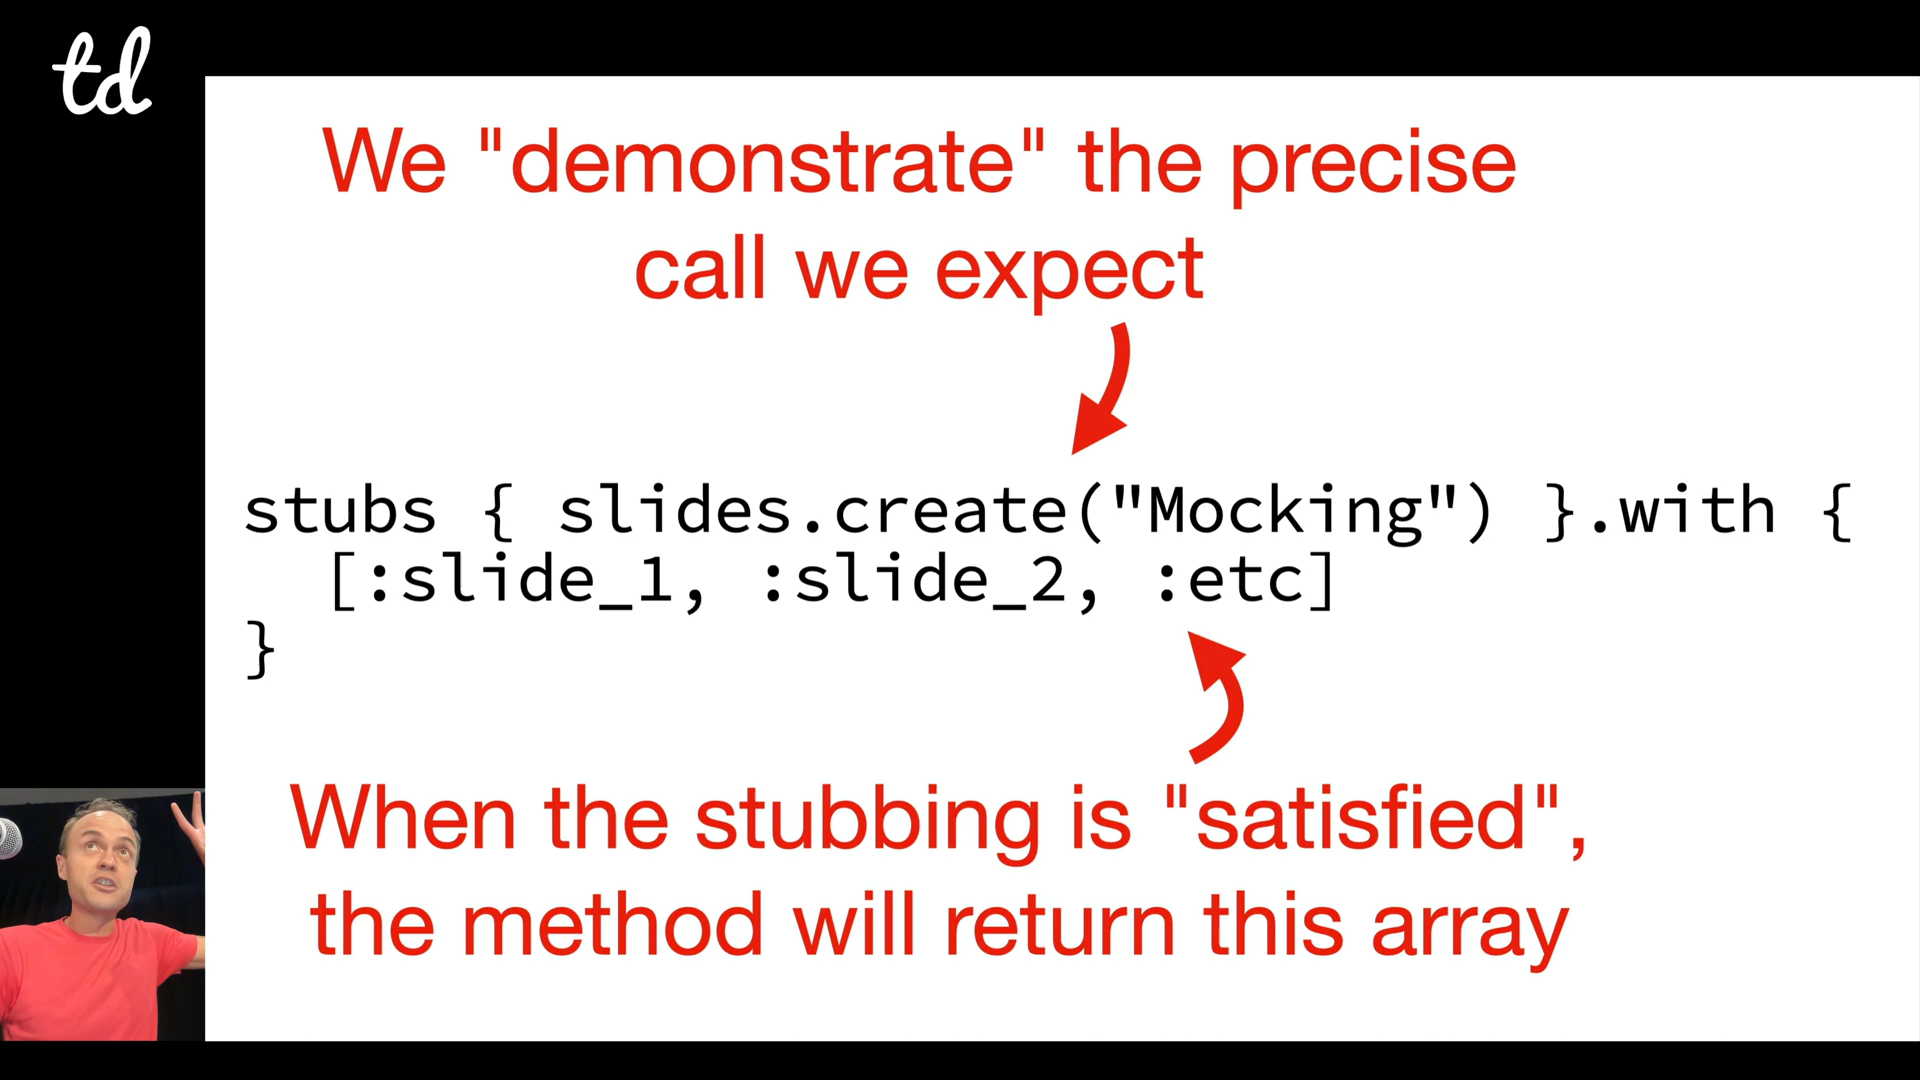 td
We "demonstrate" the precise
call we expect
stubs { slides.create("Mocking") }.with {
  [:slide_1, :slide_2, :etc]
}
When the stubbing is "satisfied",
the method will return this array